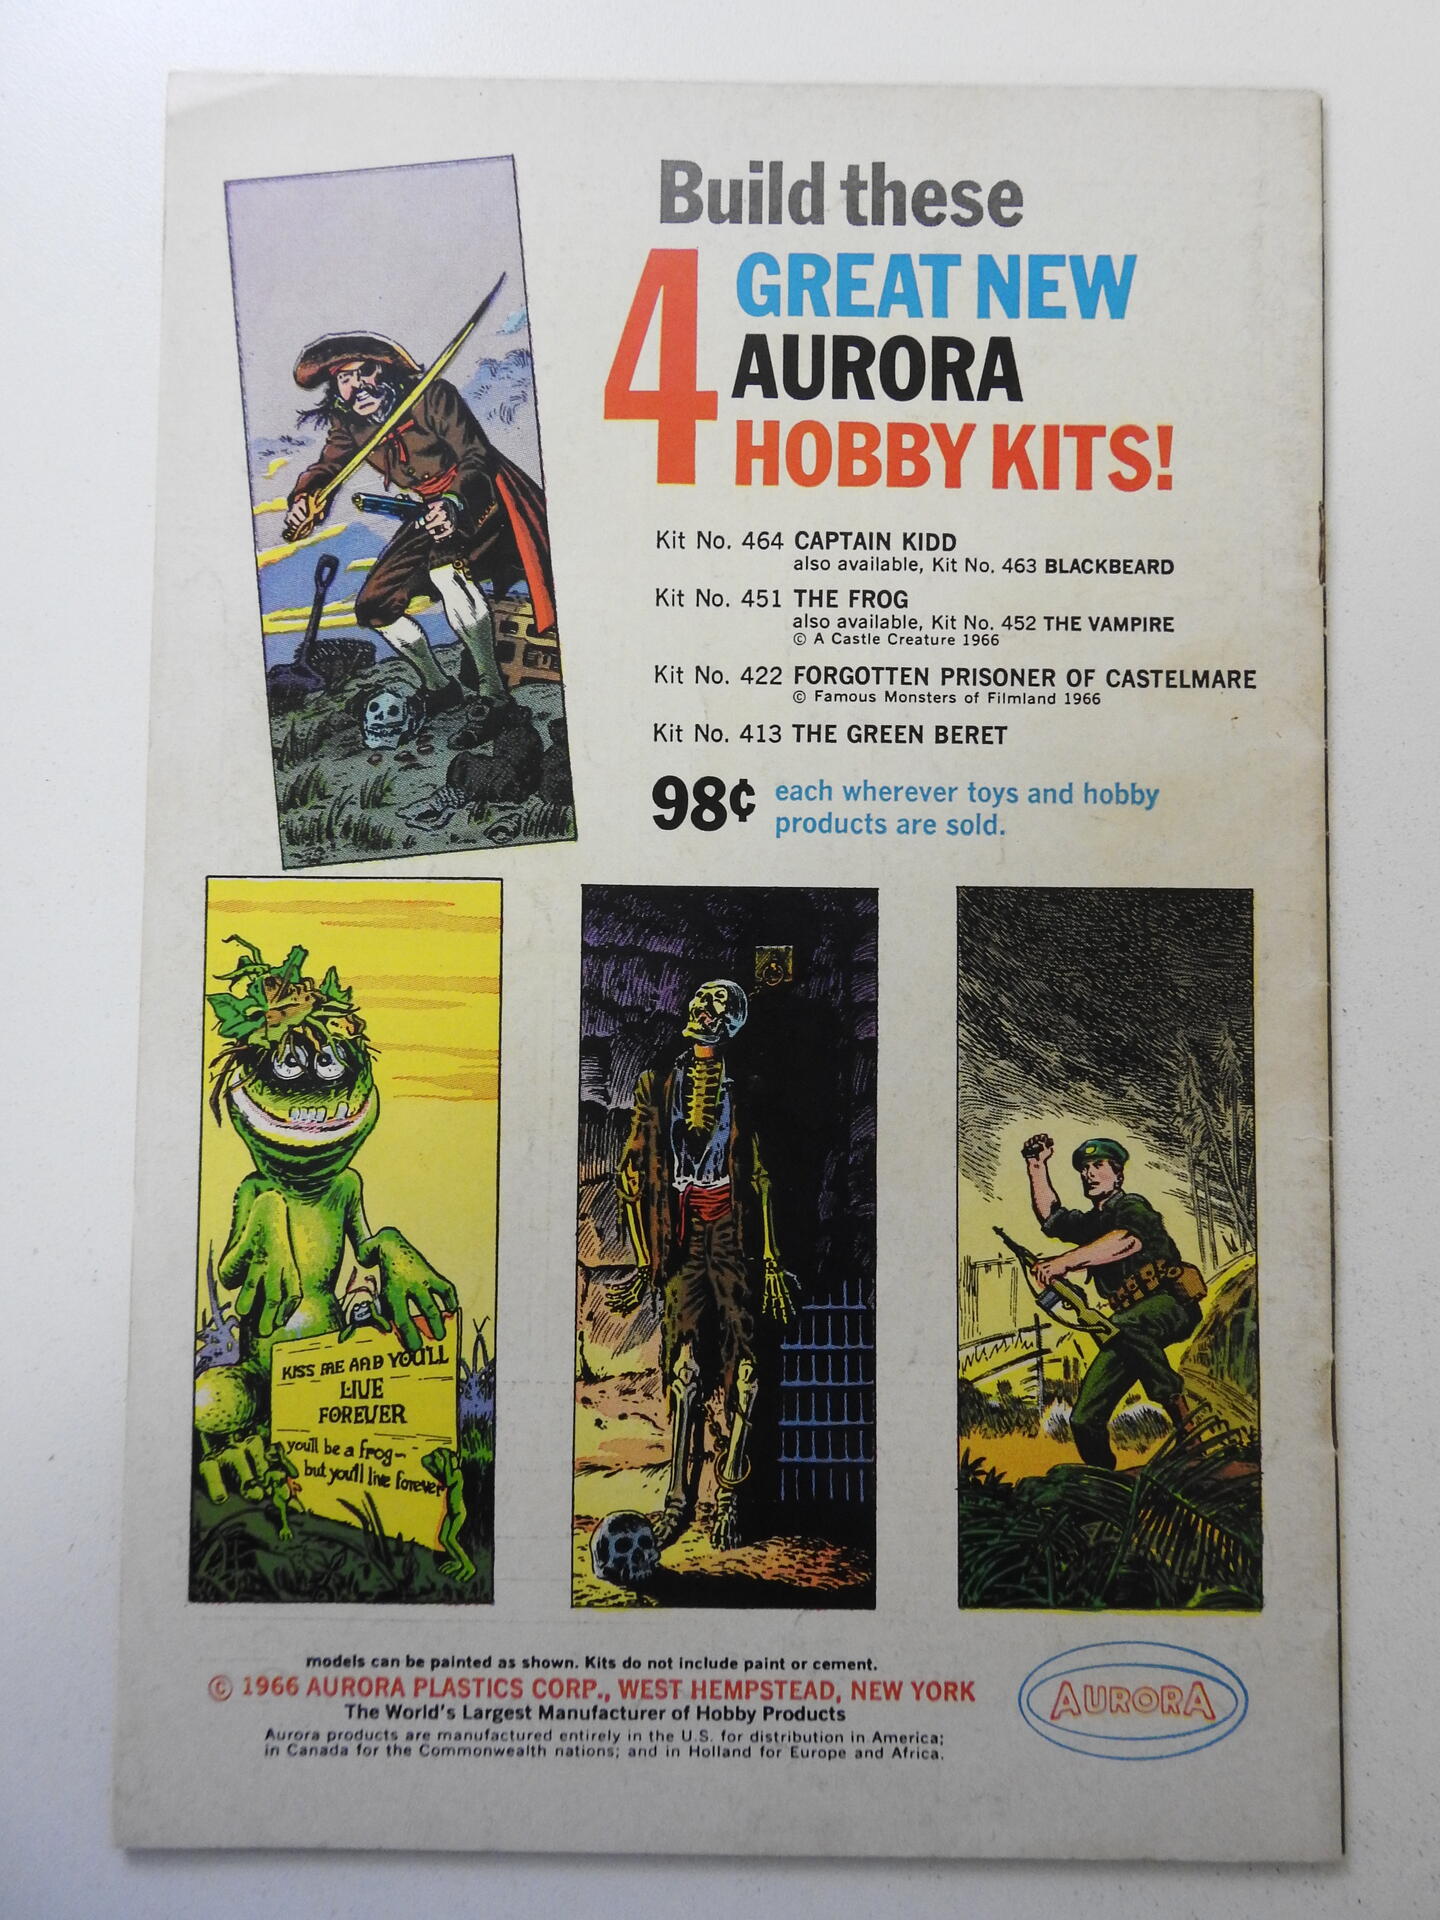 Build these
4 GREAT NEW
AURORA
HOBBY KITS!
Kit No. 464 CAPTAIN KIDD
also available, Kit No. 463 BLACKBEARD
Kit No. 451 THE FROG
also available, Kit No. 452 THE VAMPIRE
© A Castle Creature 1966
Kit No. 422 FORGOTTEN PRISONER OF CASTELMARE
© Famous Monsters of Filmland 1966
Kit No. 413 THE GREEN BERET
98¢ each wherever toys and hobby
products are sold.
KISS ME AND YOU'LL
LIVE
FOREVER
you'll be a frog—
but you'll live forever
models can be painted as shown. Kits do not include paint or cement.
© 1966 AURORA PLASTICS CORP., WEST HEMPSTEAD, NEW YORK
The World's Largest Manufacturer of Hobby Products
Aurora products are manufactured entirely in the U.S. for distribution in America;
in Canada for the Commonwealth nations; and in Holland for Europe and Africa.
AURORA